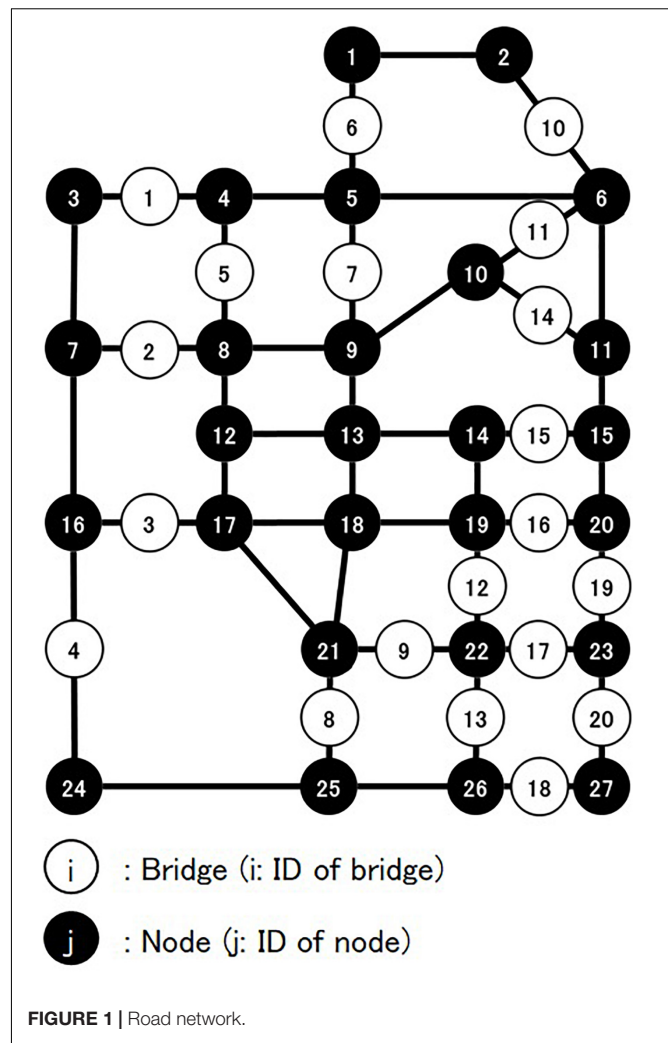 1 2
6 10
3 1 4 5 6
11
5 7 10
14
7 2 8 9 11
12 13 14 15 15
16 3 17 18 19 16 20
12 19
4 21 9 22 17 23
8 13 20
24 25 26 18 27
i : Bridge (i: ID of bridge)
j : Node (j: ID of node)
FIGURE 1 | Road network.